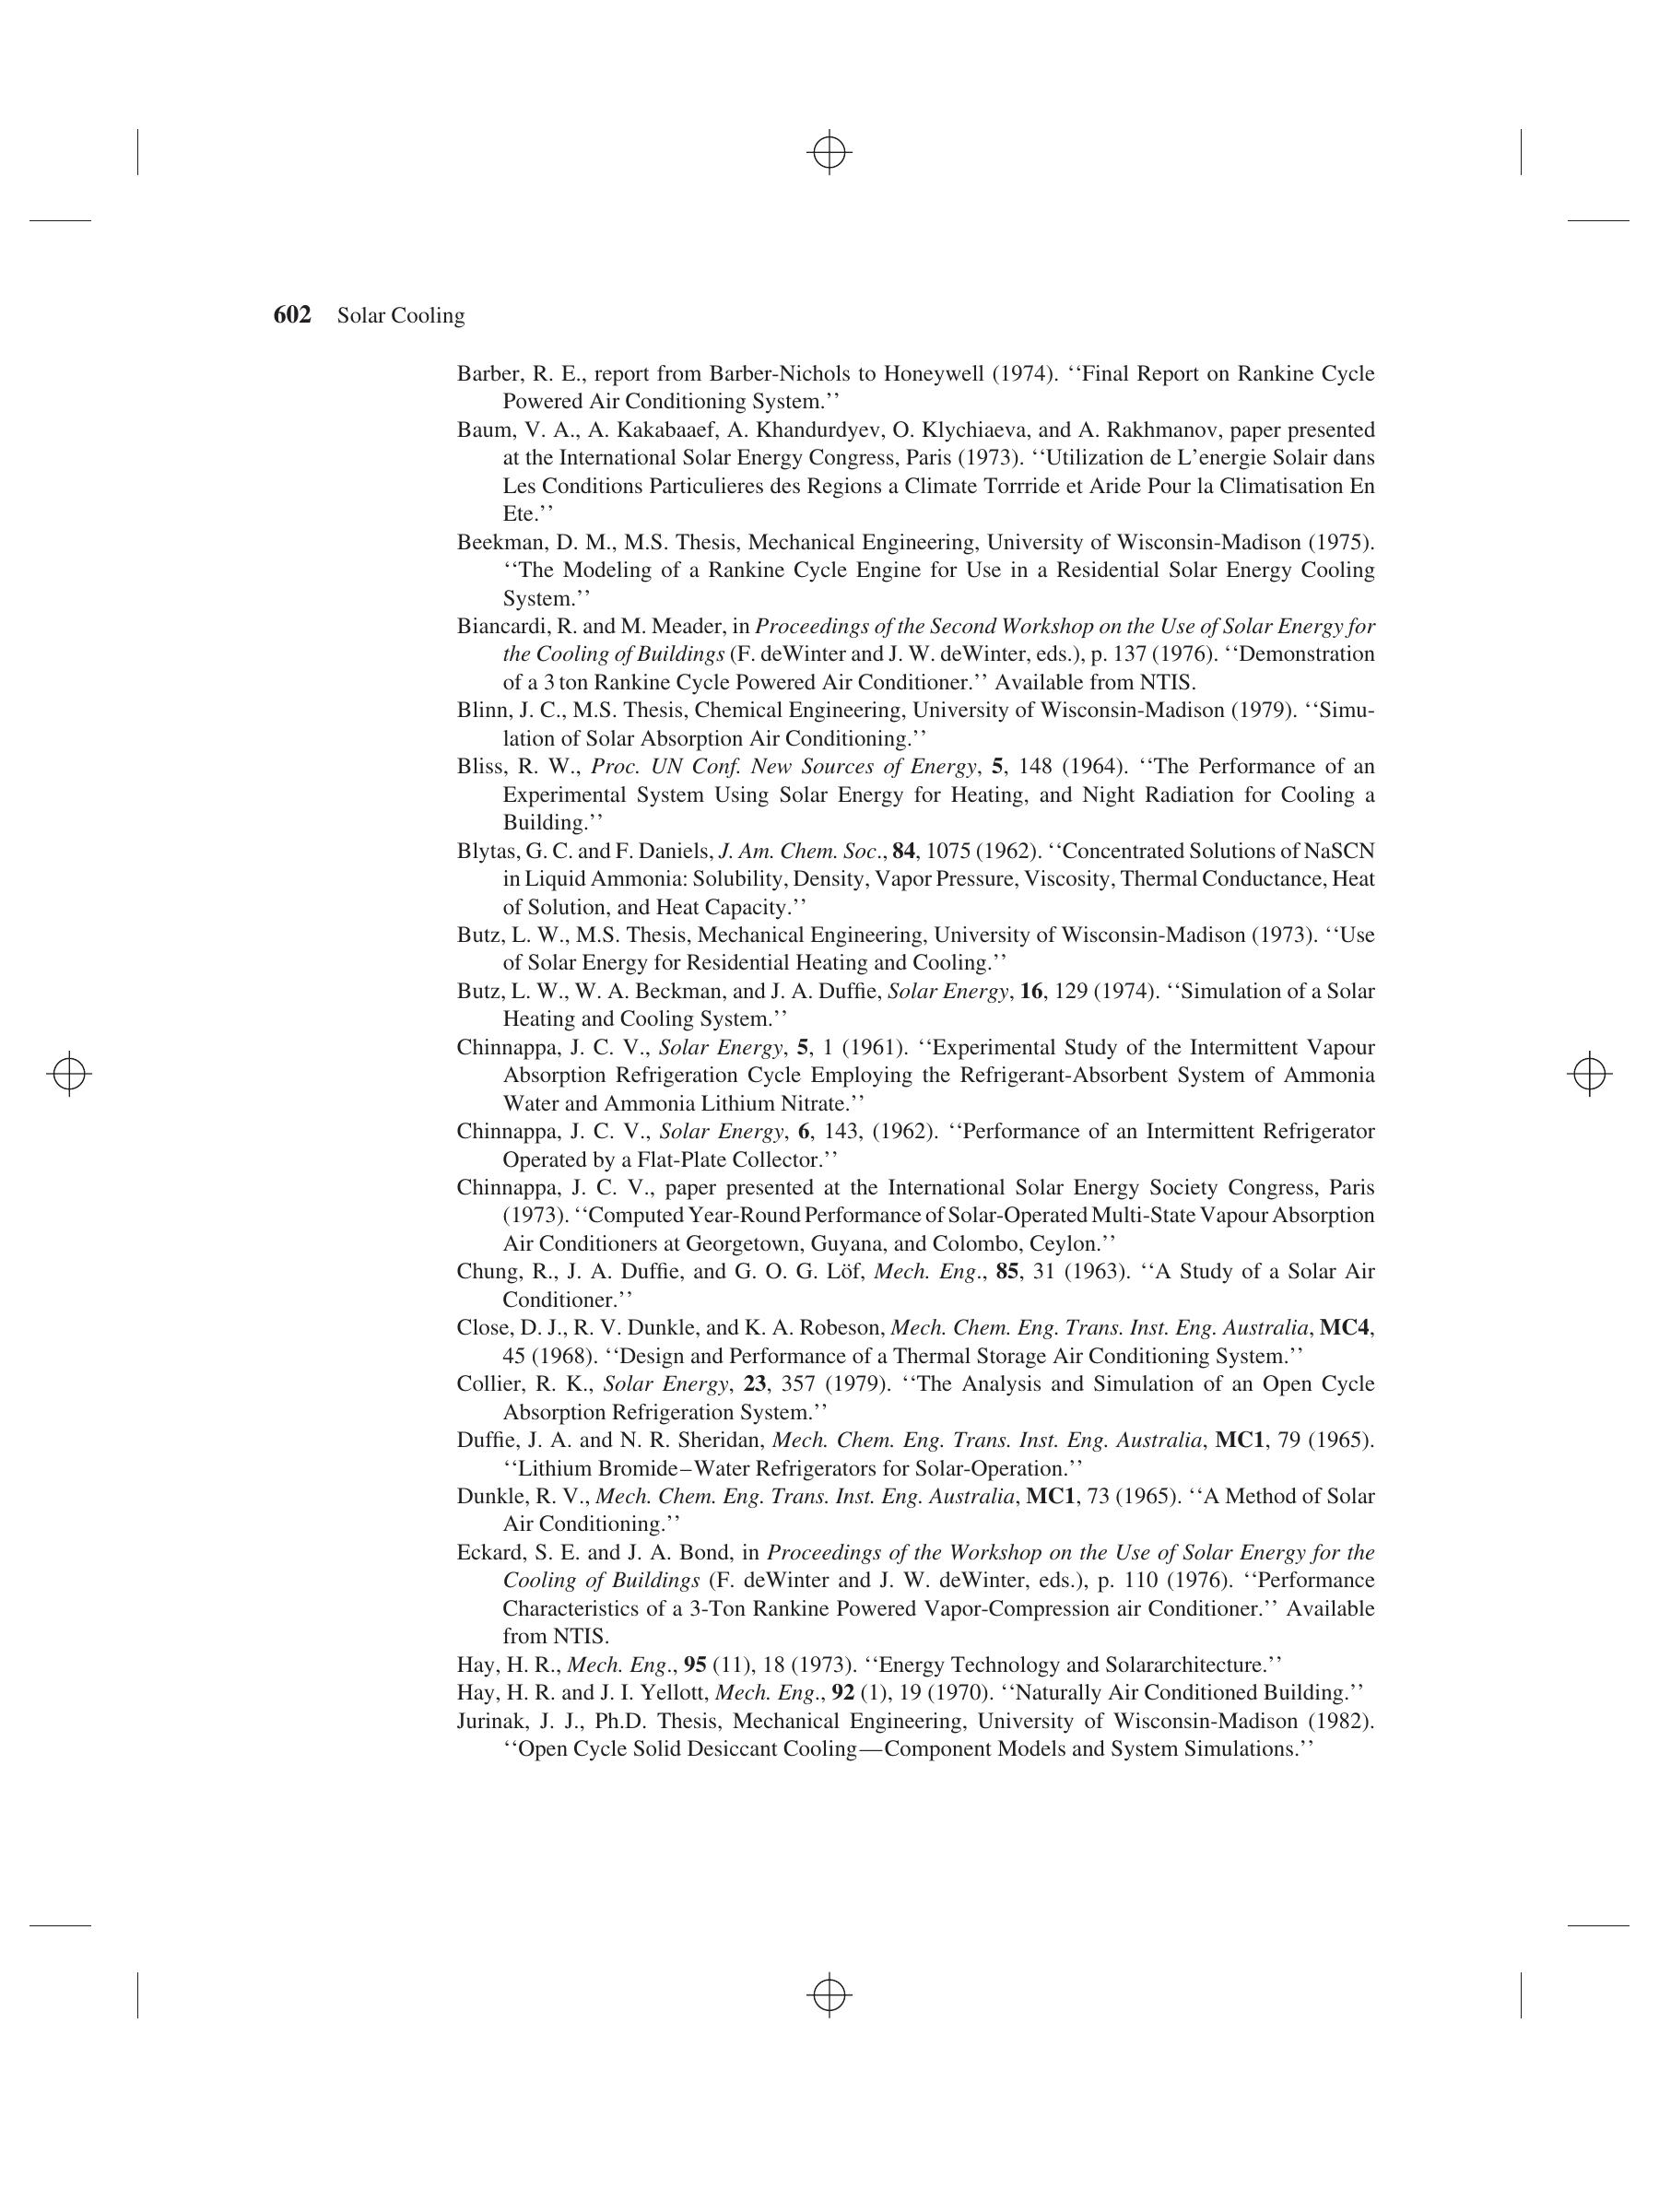 602 Solar Cooling
Barber, R. E., report from Barber-Nichols to Honeywell (1974). ‘‘Final Report on Rankine Cycle
Powered Air Conditioning System.’’
Baum, V. A., A. Kakabaaef, A. Khandurdyev, O. Klychiaeva, and A. Rakhmanov, paper presented
at the International Solar Energy Congress, Paris (1973). ‘‘Utilization de L’energie Solair dans
Les Conditions Particulieres des Regions a Climate Torrride et Aride Pour la Climatisation En
Ete.’’
Beekman, D. M., M.S. Thesis, Mechanical Engineering, University of Wisconsin-Madison (1975).
‘‘The Modeling of a Rankine Cycle Engine for Use in a Residential Solar Energy Cooling
System.’’
Biancardi, R. and M. Meader, in Proceedings of the Second Workshop on the Use of Solar Energy for
the Cooling of Buildings (F. deWinter and J. W. deWinter, eds.), p. 137 (1976). ‘‘Demonstration
of a 3 ton Rankine Cycle Powered Air Conditioner.’’ Available from NTIS.
Blinn, J. C., M.S. Thesis, Chemical Engineering, University of Wisconsin-Madison (1979). ‘‘Simu-
lation of Solar Absorption Air Conditioning.’’
Bliss, R. W., Proc. UN Conf. New Sources of Energy, 5, 148 (1964). ‘‘The Performance of an
Experimental System Using Solar Energy for Heating, and Night Radiation for Cooling a
Building.’’
Blytas, G. C. and F. Daniels, J. Am. Chem. Soc., 84, 1075 (1962). ‘‘Concentrated Solutions of NaSCN
in Liquid Ammonia: Solubility, Density, Vapor Pressure, Viscosity, Thermal Conductance, Heat
of Solution, and Heat Capacity.’’
Butz, L. W., M.S. Thesis, Mechanical Engineering, University of Wisconsin-Madison (1973). ‘‘Use
of Solar Energy for Residential Heating and Cooling.’’
Butz, L. W., W. A. Beckman, and J. A. Duffie, Solar Energy, 16, 129 (1974). ‘‘Simulation of a Solar
Heating and Cooling System.’’
Chinnappa, J. C. V., Solar Energy, 5, 1 (1961). ‘‘Experimental Study of the Intermittent Vapour
Absorption Refrigeration Cycle Employing the Refrigerant-Absorbent System of Ammonia
Water and Ammonia Lithium Nitrate.’’
Chinnappa, J. C. V., Solar Energy, 6, 143, (1962). ‘‘Performance of an Intermittent Refrigerator
Operated by a Flat-Plate Collector.’’
Chinnappa, J. C. V., paper presented at the International Solar Energy Society Congress, Paris
(1973). ‘‘Computed Year-Round Performance of Solar-Operated Multi-State Vapour Absorption
Air Conditioners at Georgetown, Guyana, and Colombo, Ceylon.’’
Chung, R., J. A. Duffie, and G. O. G. Löf, Mech. Eng., 85, 31 (1963). ‘‘A Study of a Solar Air
Conditioner.’’
Close, D. J., R. V. Dunkle, and K. A. Robeson, Mech. Chem. Eng. Trans. Inst. Eng. Australia, MC4,
45 (1968). ‘‘Design and Performance of a Thermal Storage Air Conditioning System.’’
Collier, R. K., Solar Energy, 23, 357 (1979). ‘‘The Analysis and Simulation of an Open Cycle
Absorption Refrigeration System.’’
Duffie, J. A. and N. R. Sheridan, Mech. Chem. Eng. Trans. Inst. Eng. Australia, MC1, 79 (1965).
‘‘Lithium Bromide–Water Refrigerators for Solar-Operation.’’
Dunkle, R. V., Mech. Chem. Eng. Trans. Inst. Eng. Australia, MC1, 73 (1965). ‘‘A Method of Solar
Air Conditioning.’’
Eckard, S. E. and J. A. Bond, in Proceedings of the Workshop on the Use of Solar Energy for the
Cooling of Buildings (F. deWinter and J. W. deWinter, eds.), p. 110 (1976). ‘‘Performance
Characteristics of a 3-Ton Rankine Powered Vapor-Compression air Conditioner.’’ Available
from NTIS.
Hay, H. R., Mech. Eng., 95 (11), 18 (1973). ‘‘Energy Technology and Solararchitecture.’’
Hay, H. R. and J. I. Yellott, Mech. Eng., 92 (1), 19 (1970). ‘‘Naturally Air Conditioned Building.’’
Jurinak, J. J., Ph.D. Thesis, Mechanical Engineering, University of Wisconsin-Madison (1982).
‘‘Open Cycle Solid Desiccant Cooling—Component Models and System Simulations.’’